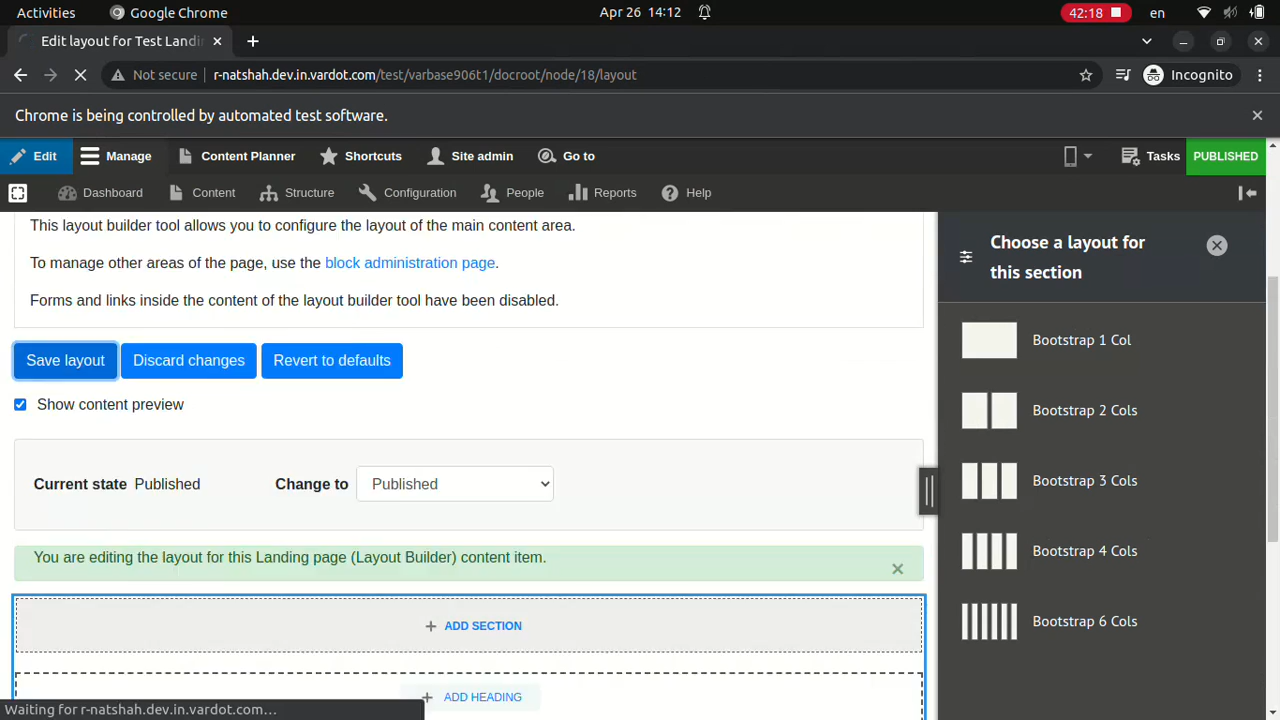 Activities Google Chrome Apr 26 14:12 42:18 en
Edit layout for Test Landi
Not secure r-natshah.dev.in.vardot.com/test/varbase906t1/docroot/node/18/layout Incognito
Chrome is being controlled by automated test software.
Edit Manage Content Planner Shortcuts Site admin Go to Tasks PUBLISHED
Dashboard Content Structure Configuration People Reports Help
This layout builder tool allows you to configure the layout of the main content area.
To manage other areas of the page, use the block administration page.
Forms and links inside the content of the layout builder tool have been disabled.
Save layout Discard changes Revert to defaults
Show content preview
Current state Published Change to Published
You are editing the layout for this Landing page (Layout Builder) content item.
+ ADD SECTION
+ ADD HEADING
Choose a layout for
this section
Bootstrap 1 Col
Bootstrap 2 Cols
Bootstrap 3 Cols
Bootstrap 4 Cols
Bootstrap 6 Cols
Waiting for r-natshah.dev.in.vardot.com...